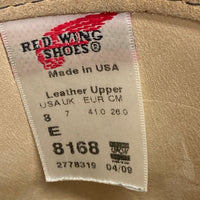 RED WING
SHOES®
Made in USA
Leather Upper
USA UK EUR CM
8 7 41.0 26.0
E
8168
2778319 04/09